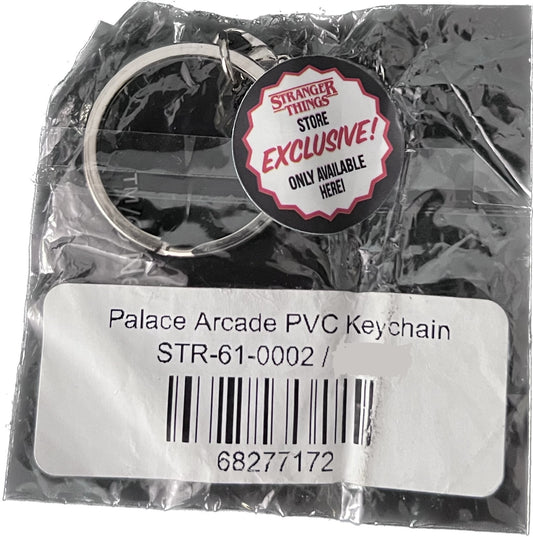 STRANGER
THINGS
STORE
EXCLUSIVE!
ONLY AVAILABLE
HERE!
Palace Arcade PVC Keychain
STR-61-0002 /
68277172